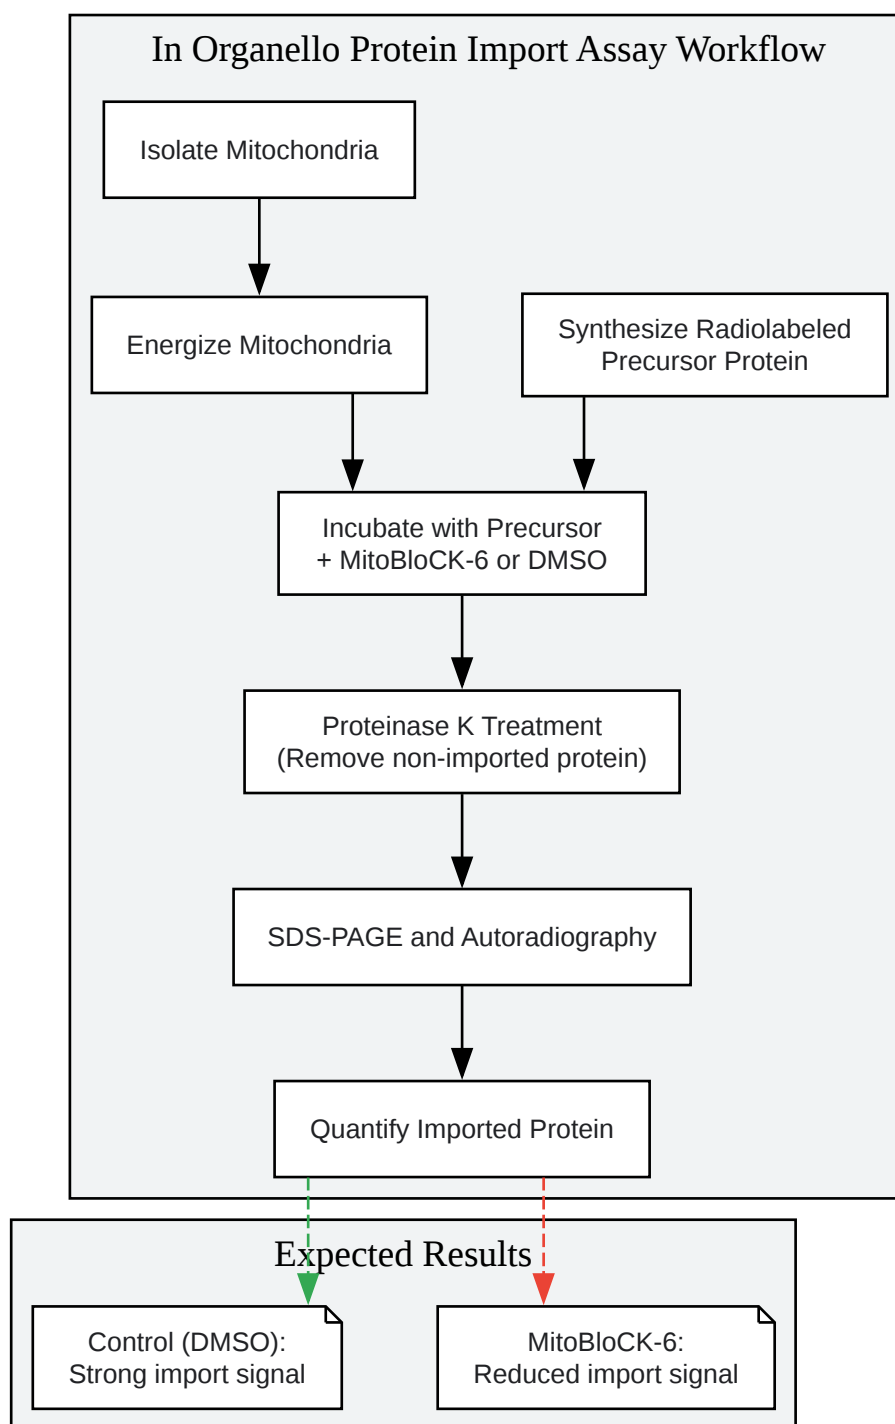 In Organello Protein Import Assay Workflow
Isolate Mitochondria
Energize Mitochondria
Synthesize Radiolabeled
Precursor Protein
Incubate with Precursor
+ MitoBloCK-6 or DMSO
Proteinase K Treatment
(Remove non-imported protein)
SDS-PAGE and Autoradiography
Quantify Imported Protein
Expected Results
Control (DMSO):
Strong import signal
MitoBloCK-6:
Reduced import signal